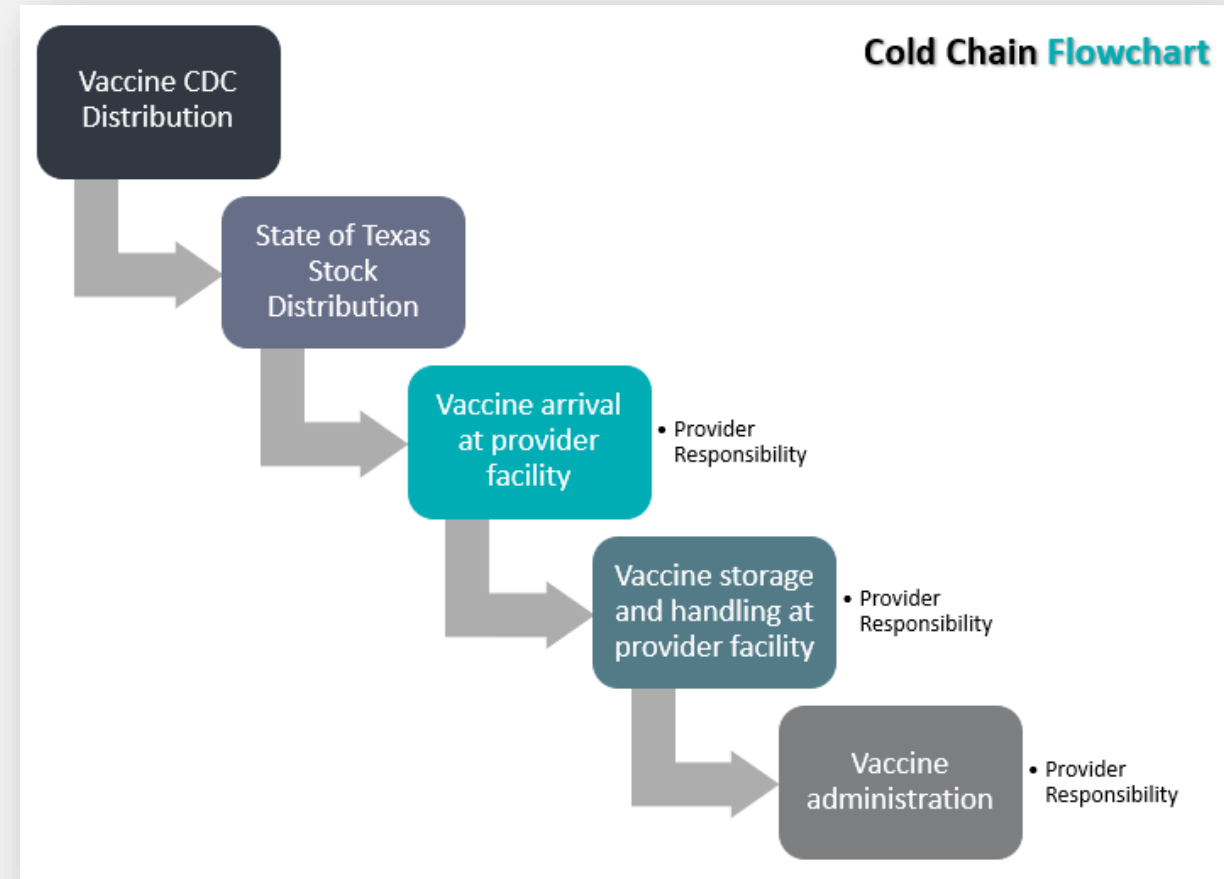 Cold Chain Flowchart
Vaccine CDC
Distribution
State of Texas
Stock
Distribution
Vaccine arrival
at provider
facility
• Provider
Responsibility
Vaccine storage
and handling at
provider facility
• Provider
Responsibility
Vaccine
administration
• Provider
Responsibility